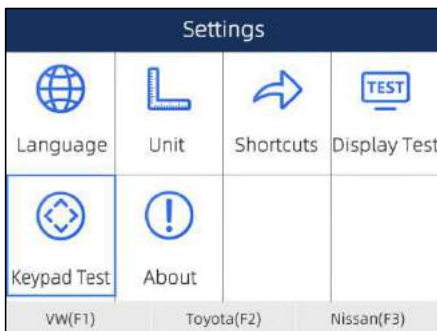 Settings
TEST
Language Unit Shortcuts Display Test
Keypad Test About
VW(F1) Toyota(F2) Nissan(F3)